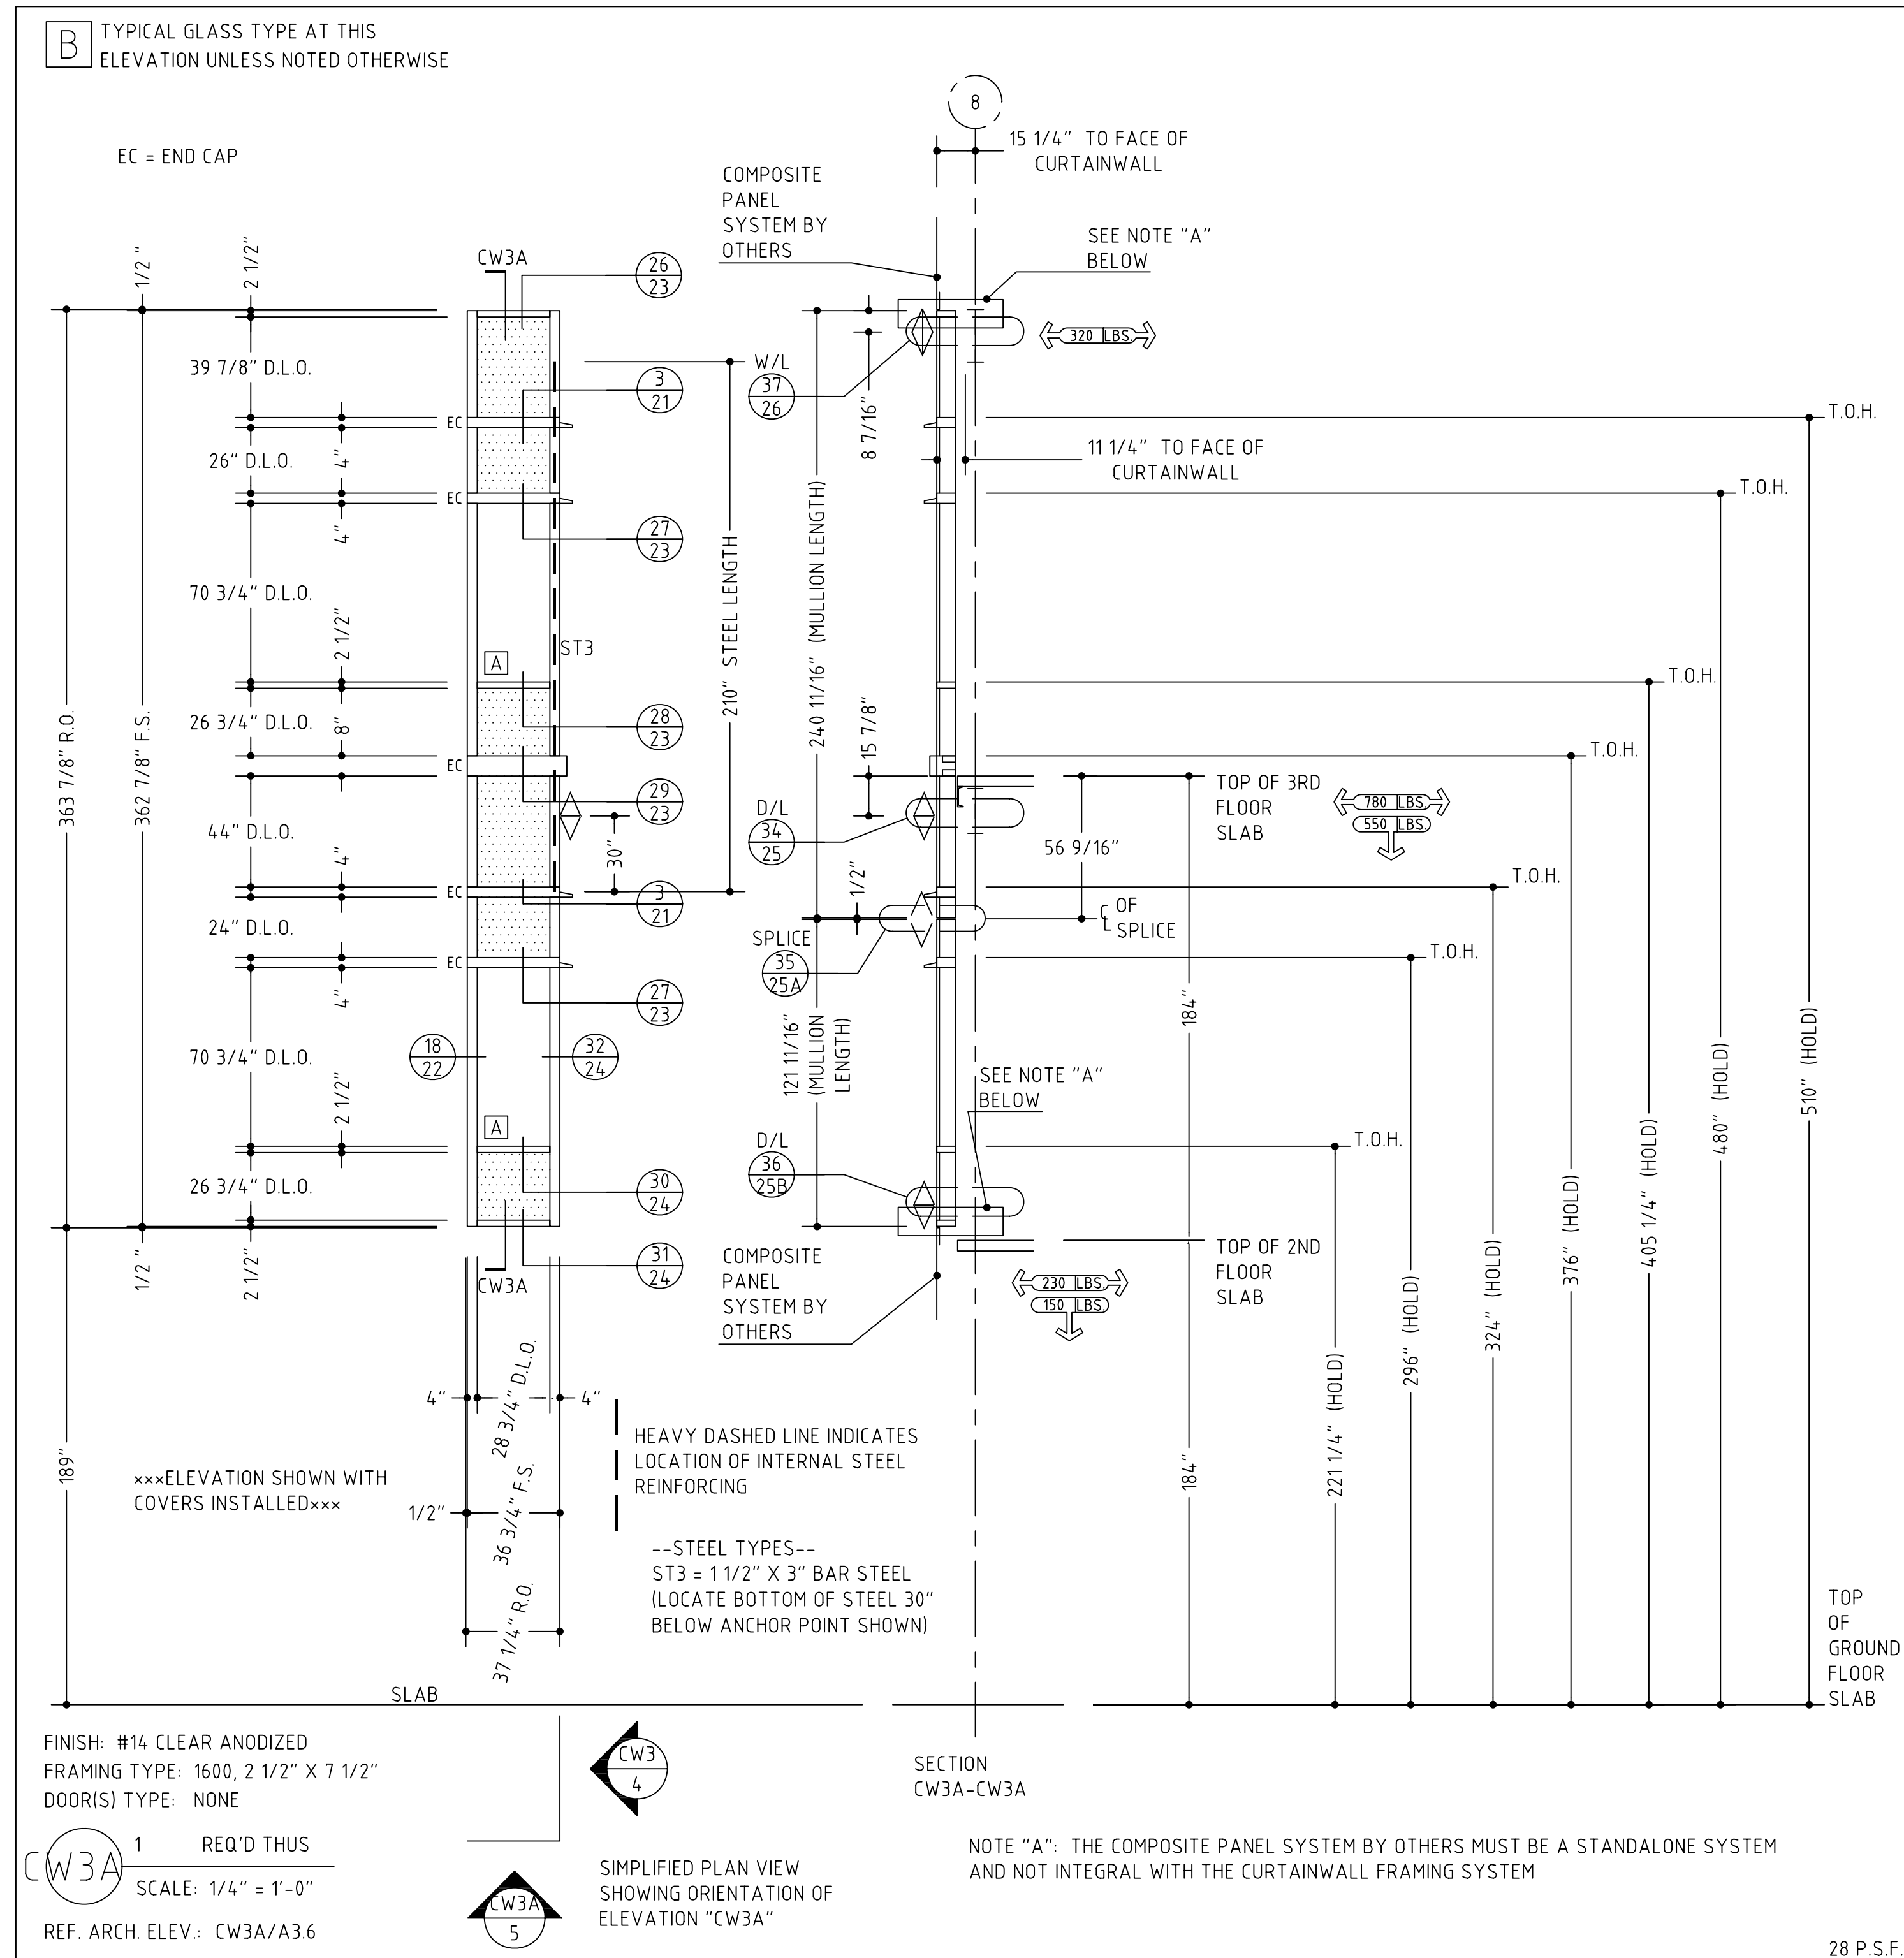 B
TYPICAL GLASS TYPE AT THIS
ELEVATION UNLESS NOTED OTHERWISE
EC = END CAP
8
15 1/4" TO FACE OF
CURTAINWALL
COMPOSITE
PANEL
SYSTEM BY
OTHERS
SEE NOTE "A"
BELOW
1/2"
2 1/2"
CW3A
26
23
320 LBS.
39 7/8" D.L.O.
3
21
W/L
37
26
8 7/16"
T.O.H.
EC
26" D.L.O.
4"
11 1/4" TO FACE OF
CURTAINWALL
EC
4"
T.O.H.
27
23
240 11/16" (MULLION LENGTH)
210" STEEL LENGTH
70 3/4" D.L.O.
2 1/2"
ST3
A
T.O.H.
363 7/8" R.O.
362 7/8" F.S.
26 3/4" D.L.O.
8"
28
23
15 7/8"
T.O.H.
EC
29
23
TOP OF 3RD
FLOOR
SLAB
780 LBS.
550 LBS.
D/L
34
25
44" D.L.O.
30"
56 9/16"
4"
1/2"
T.O.H.
EC
3
21
OF
SPLICE
24" D.L.O.
SPLICE
35
25A
T.O.H.
EC
4"
27
23
184"
121 11/16"
(MULLION
LENGTH)
510" (HOLD)
70 3/4" D.L.O.
18
22
32
24
SEE NOTE "A"
BELOW
480" (HOLD)
2 1/2"
A
D/L
36
25B
T.O.H.
26 3/4" D.L.O.
30
24
405 1/4" (HOLD)
376" (HOLD)
1/2"
2 1/2"
CW3A
31
24
COMPOSITE
PANEL
SYSTEM BY
OTHERS
TOP OF 2ND
FLOOR
SLAB
230 LBS.
150 LBS.
324" (HOLD)
296" (HOLD)
221 1/4" (HOLD)
184"
189"
4"
28 3/4" D.L.O.
4"
HEAVY DASHED LINE INDICATES
LOCATION OF INTERNAL STEEL
REINFORCING
×××ELEVATION SHOWN WITH
COVERS INSTALLED×××
1/2"
36 3/4" F.S.
--STEEL TYPES--
ST3 = 1 1/2" X 3" BAR STEEL
(LOCATE BOTTOM OF STEEL 30"
BELOW ANCHOR POINT SHOWN)
37 1/4" R.O.
TOP
OF
GROUND
FLOOR
SLAB
SLAB
FINISH: #14 CLEAR ANODIZED
FRAMING TYPE: 1600, 2 1/2" X 7 1/2"
DOOR(S) TYPE: NONE
CW3
4
SECTION
CW3A-CW3A
CW3A
1 REQ'D THUS
SCALE: 1/4" = 1'-0"
REF. ARCH. ELEV.: CW3A/A3.6
CW3A
5
SIMPLIFIED PLAN VIEW
SHOWING ORIENTATION OF
ELEVATION "CW3A"
NOTE "A": THE COMPOSITE PANEL SYSTEM BY OTHERS MUST BE A STANDALONE SYSTEM
AND NOT INTEGRAL WITH THE CURTAINWALL FRAMING SYSTEM
28 P.S.F.